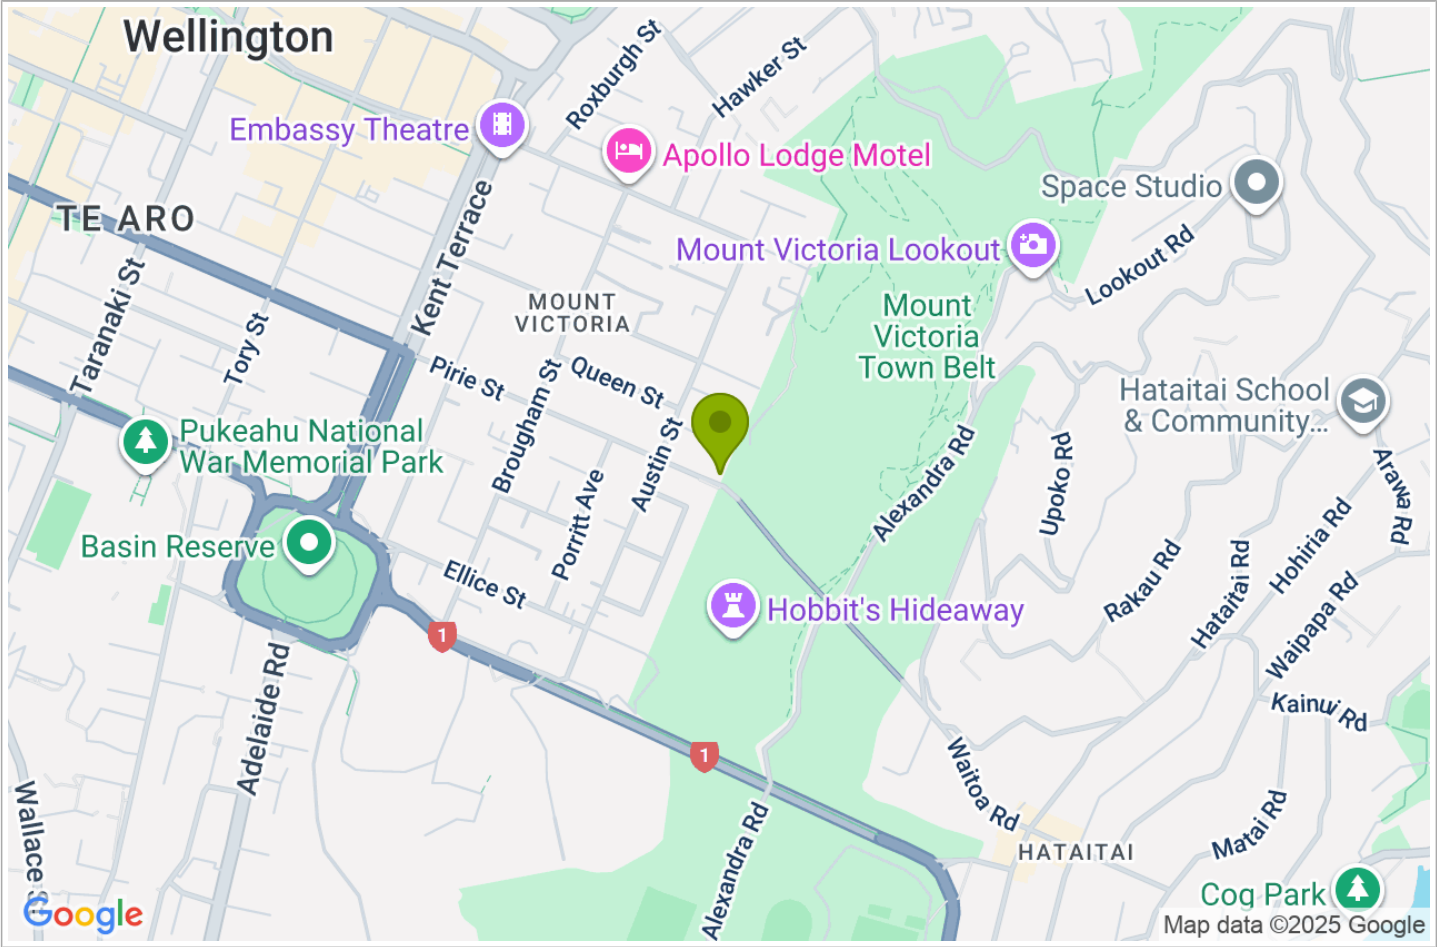 Wellington
Roxburgh St
Hawker St
Embassy Theatre
Apollo Lodge Motel
Space Studio
TE ARO
Kent Terrace
Mount Victoria Lookout
Lookout Rd
Taranaki St
Tory St
MOUNT
VICTORIA
Mount
Victoria
Town Belt
Pirie St
Brougham St
Queen St
Hataitai School
& Community...
Pukeahu National
War Memorial Park
Austin St
Alexandra Rd
Upoko Rd
Arawa Rd
Porritt Ave
Basin Reserve
Ellice St
Hobbit's Hideaway
Rakau Rd
Hataitai Rd
Hohiria Rd
Waipapa Rd
1
Adelaide Rd
Kainui Rd
1
Waitoa Rd
Wallace S
Alexandra Rd
HATAITAI
Matai Rd
Cog Park
Google
Map data ©2025 Google